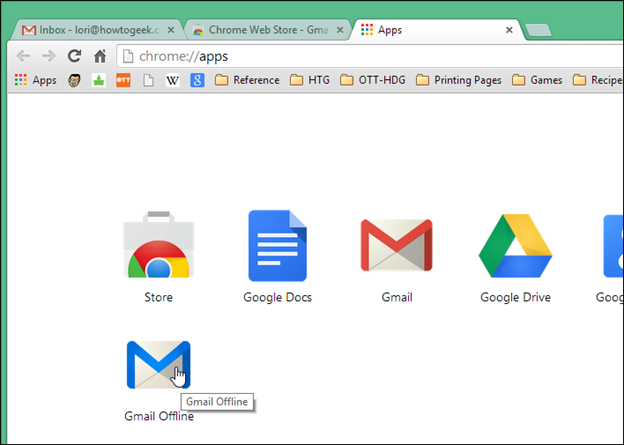 Inbox - lori@howtogeek.c Chrome Web Store - Gma Apps
chrome://apps
Apps OTT W 8 Reference HTG OTT-HDG Printing Pages Games Recipe
Store Google Docs Gmail Google Drive Goog
Gmail Offline
Gmail Offline